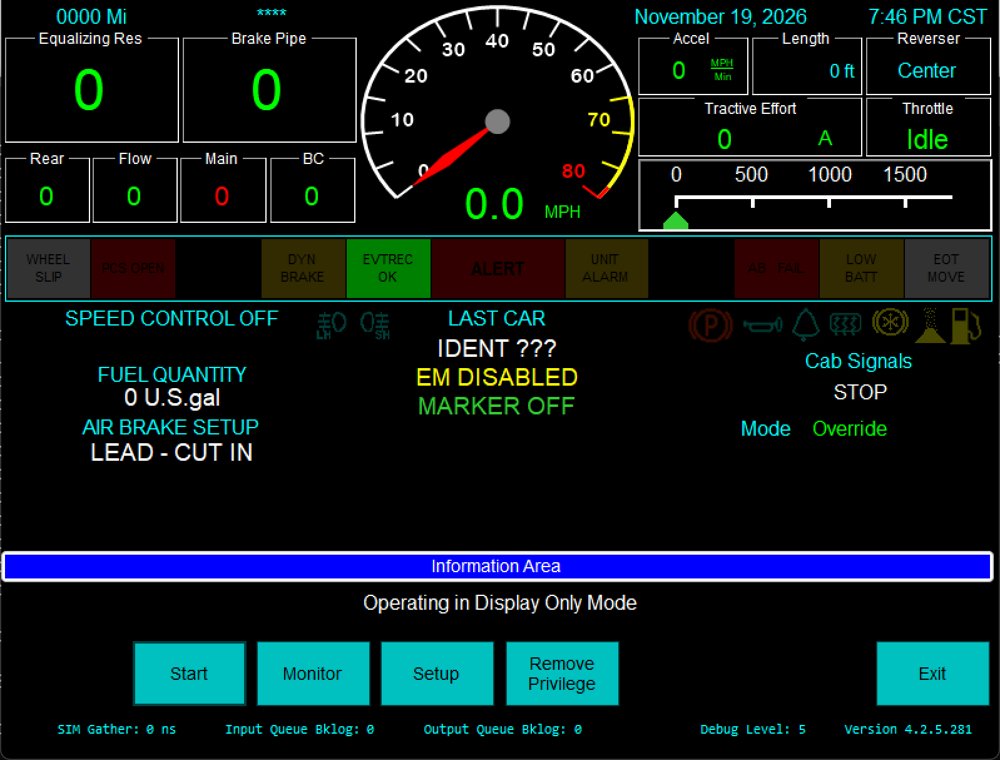 0000 Mi
****
November 19, 2026
7:46 PM CST
Equalizing Res
0
Brake Pipe
0
Rear
0
Flow
0
Main
0
BC
0
0
10
20
30
40
50
60
70
80
0.0 MPH
Accel
0 MPH
Min
Length
0 ft
Reverser
Center
Tractive Effort
0 A
Throttle
Idle
0 500 1000 1500
WHEEL
SLIP
PCS OPEN
DYN
BRAKE
EVTREC
OK
ALERT
UNIT
ALARM
AB FAIL
LOW
BATT
EOT
MOVE
SPEED CONTROL OFF
LH
SH
FUEL QUANTITY
0 U.S.gal
AIR BRAKE SETUP
LEAD - CUT IN
LAST CAR
IDENT ???
EM DISABLED
MARKER OFF
P
Cab Signals
STOP
Mode Override
Information Area
Operating in Display Only Mode
Start
Monitor
Setup
Remove
Privilege
Exit
SIM Gather: 0 ns
Input Queue Bklog: 0
Output Queue Bklog: 0
Debug Level: 5
Version 4.2.5.281